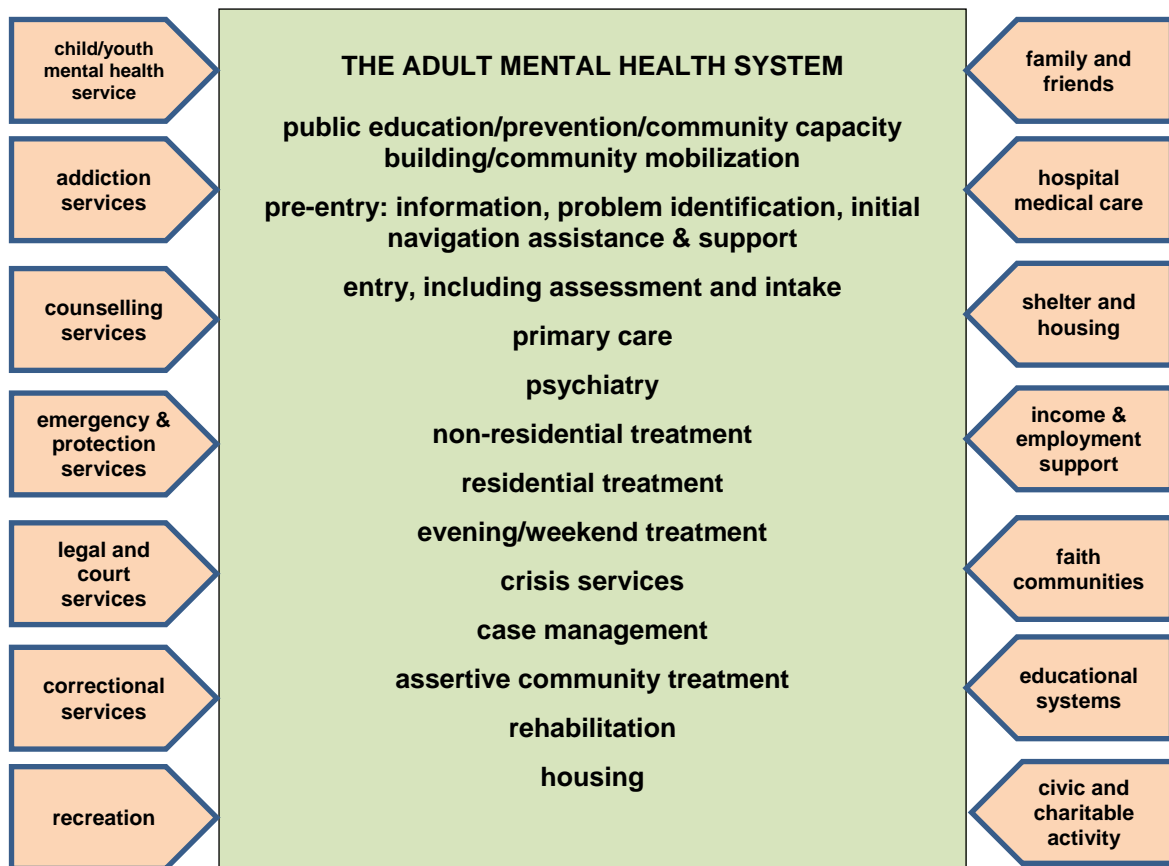 child/youth
mental health
service
addiction
services
counselling
services
emergency &
protection
services
legal and
court
services
correctional
services
recreation
THE ADULT MENTAL HEALTH SYSTEM
public education/prevention/community capacity
building/community mobilization
pre-entry: information, problem identification, initial
navigation assistance & support
entry, including assessment and intake
primary care
psychiatry
non-residential treatment
residential treatment
evening/weekend treatment
crisis services
case management
assertive community treatment
rehabilitation
housing
family and
friends
hospital
medical care
shelter and
housing
income &
employment
support
faith
communities
educational
systems
civic and
charitable
activity